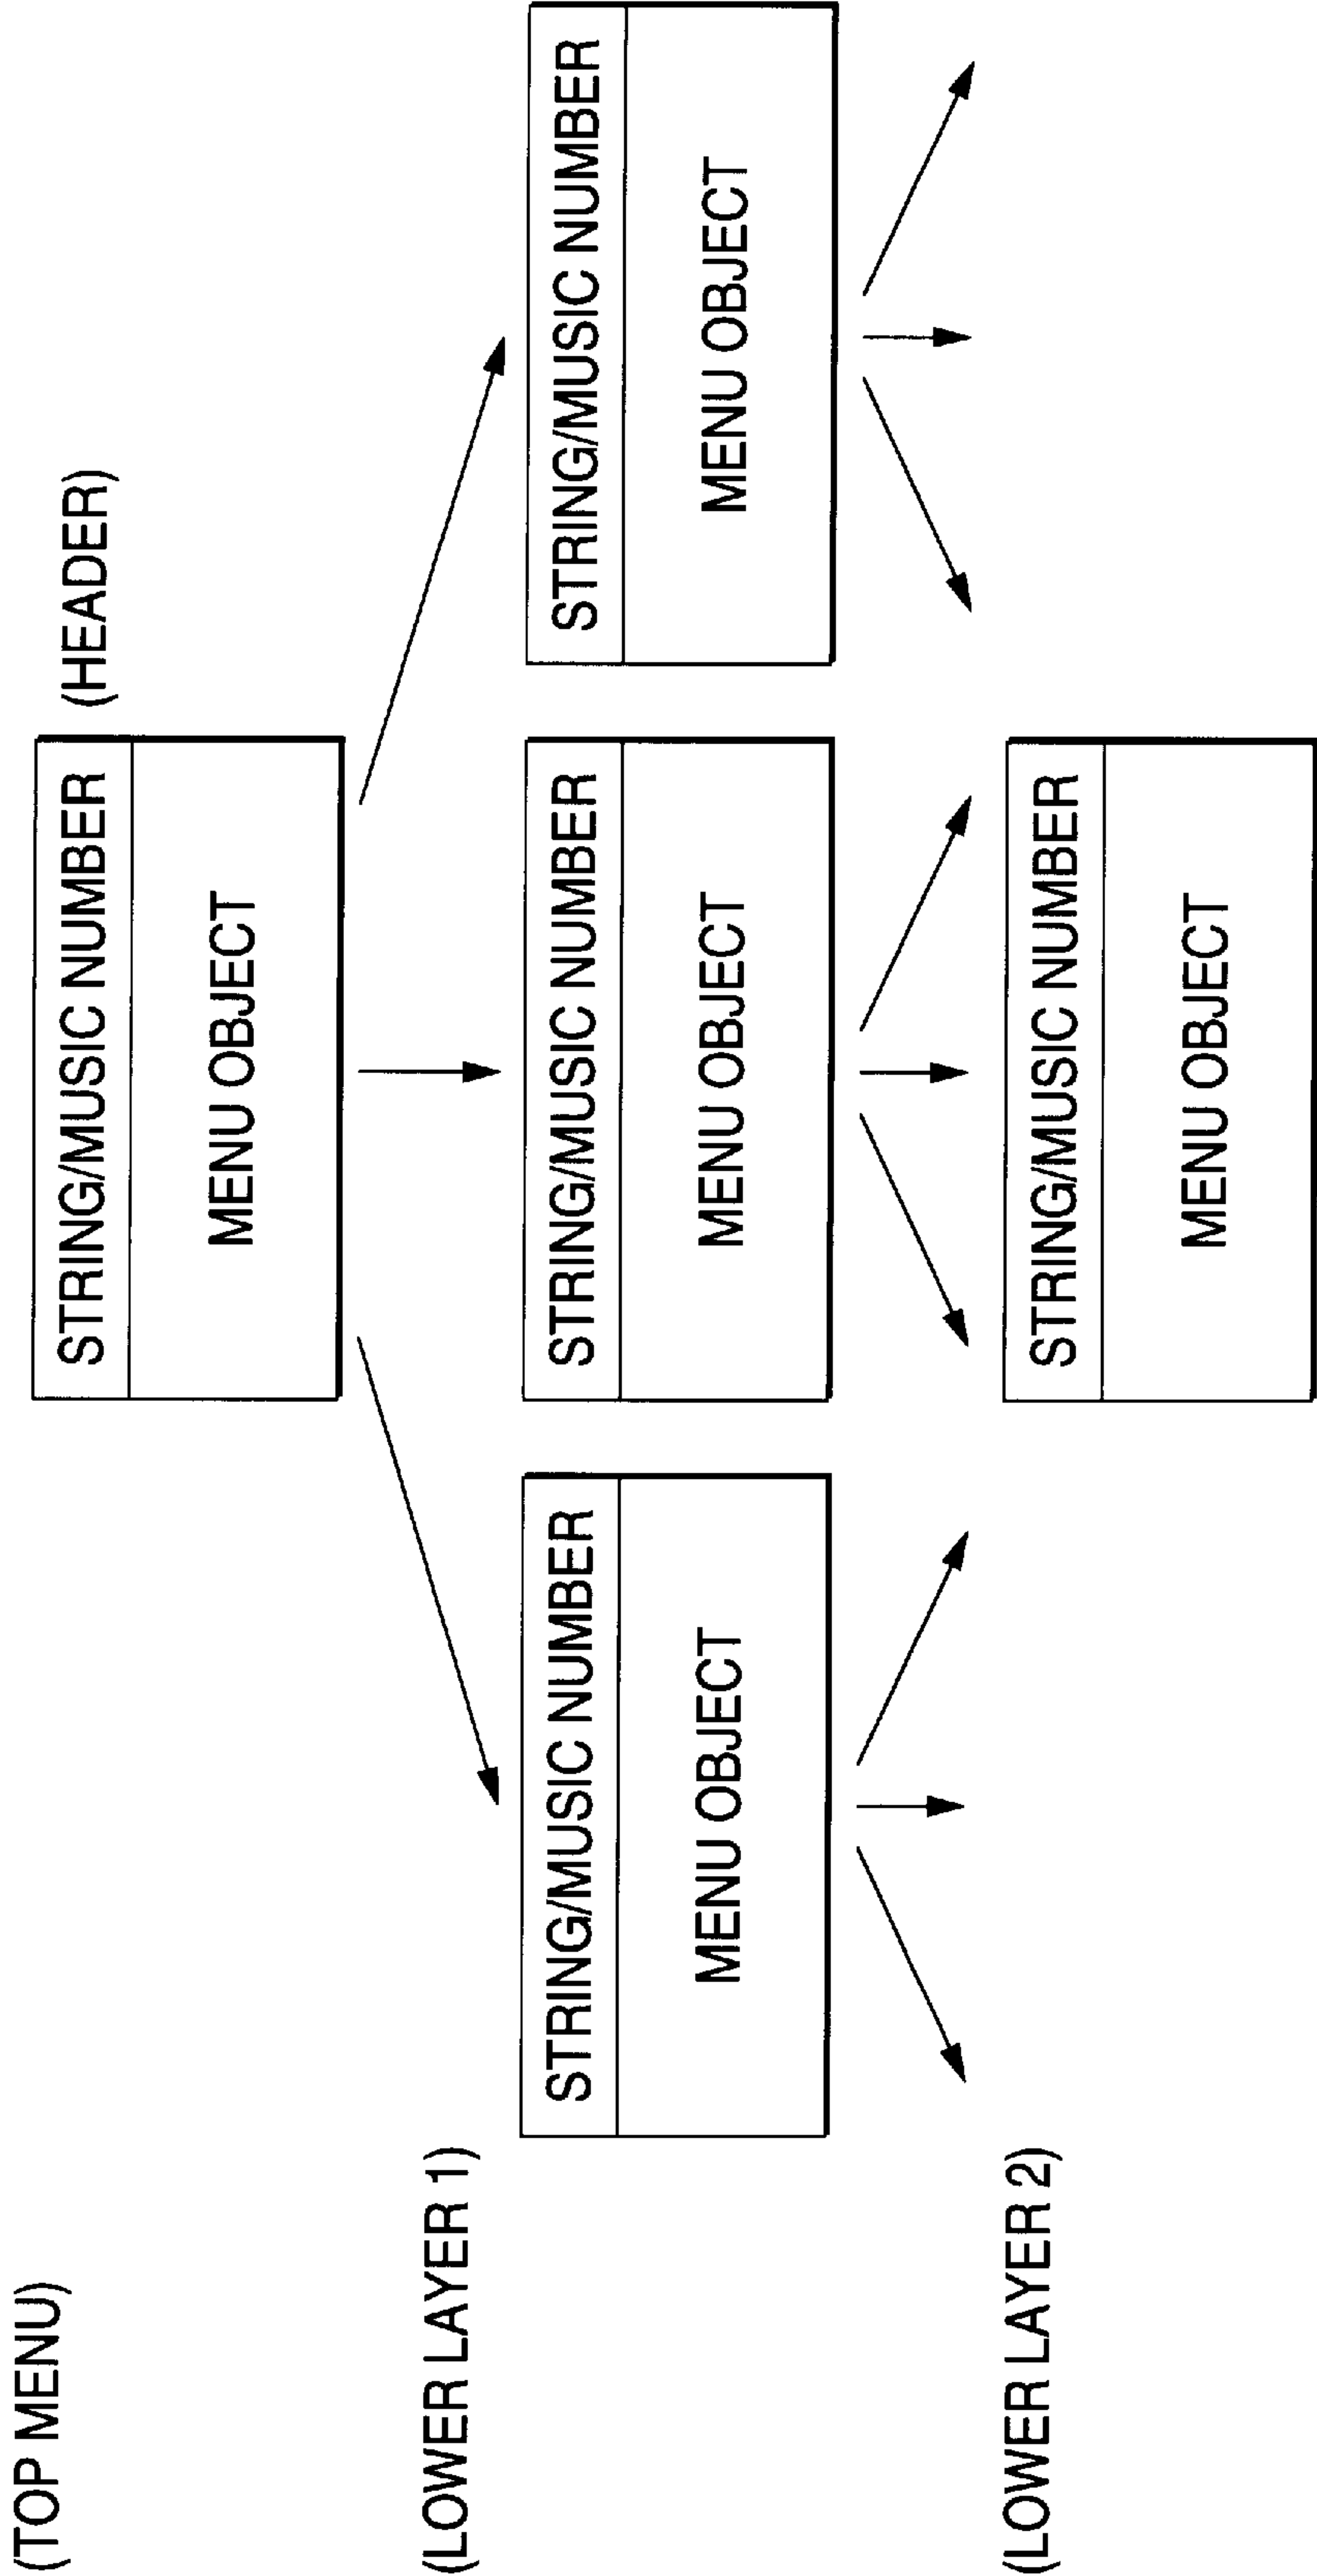 (TOP MENU)
STRING/MUSIC NUMBER
(HEADER)
MENU OBJECT
(LOWER LAYER 1)
STRING/MUSIC NUMBER
MENU OBJECT
STRING/MUSIC NUMBER
MENU OBJECT
STRING/MUSIC NUMBER
MENU OBJECT
(LOWER LAYER 2)
STRING/MUSIC NUMBER
MENU OBJECT